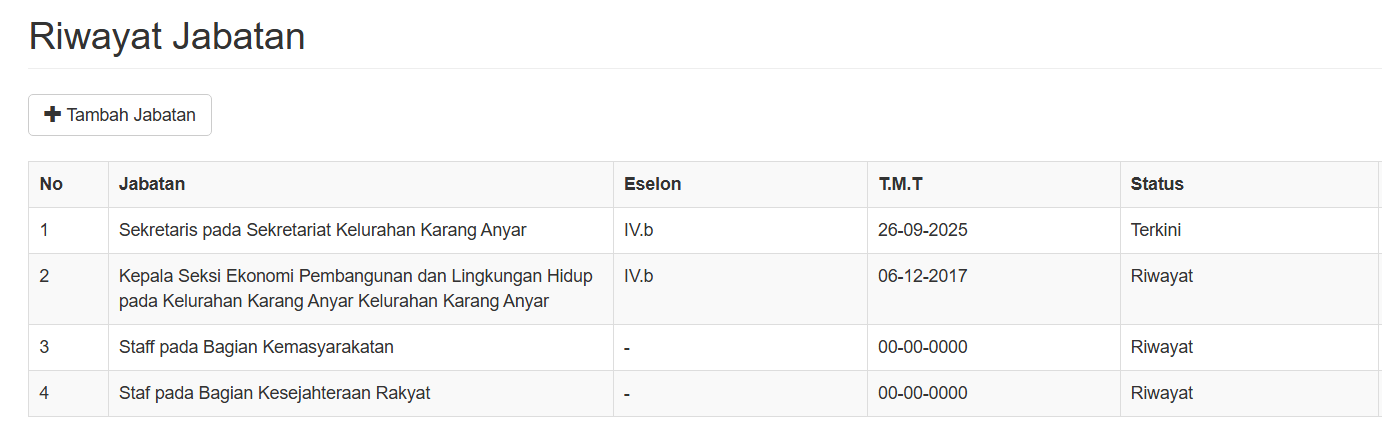 Riwayat Jabatan
Tambah Jabatan
No Jabatan Eselon T.M.T Status
1 Sekretaris pada Sekretariat Kelurahan Karang Anyar IV.b 26-09-2025 Terkini
2 Kepala Seksi Ekonomi Pembangunan dan Lingkungan Hidup IV.b 06-12-2017 Riwayat
pada Kelurahan Karang Anyar Kelurahan Karang Anyar
3 Staff pada Bagian Kemasyarakatan - 00-00-0000 Riwayat
4 Staf pada Bagian Kesejahteraan Rakyat - 00-00-0000 Riwayat